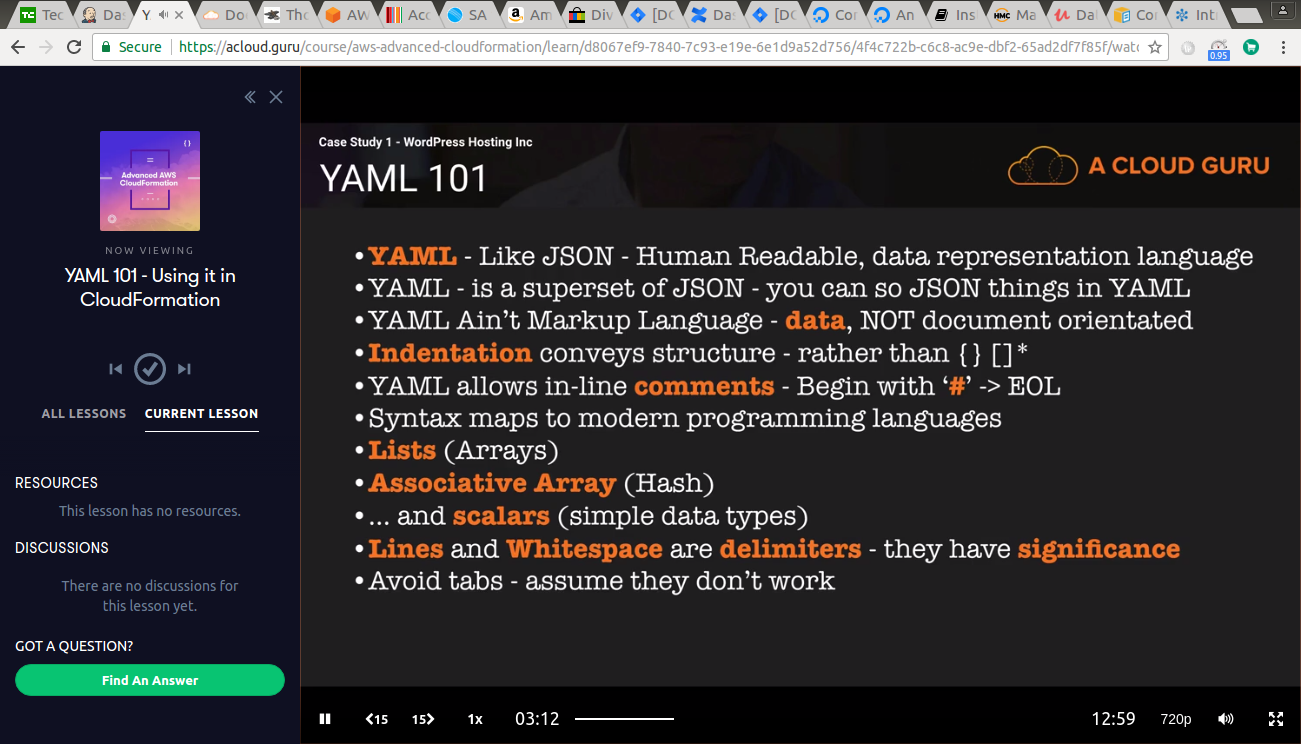 Tec
Das
Y
Do
Tho
AW
Acc
SA
Am
Div
[DO
Das
[DO
Con
An
Ins
HMC Ma
Dat
Cor
Int
Secure https://acloud.guru/course/aws-advanced-cloudformation/learn/d8067ef9-7840-7c93-e19e-6e1d9a52d756/4f4c722b-c6c8-ac9e-dbf2-65ad2df7f85f/watc
0.95
{}
Advanced AWS
CloudFormation
NOW VIEWING
YAML 101 - Using it in
CloudFormation
ALL LESSONS CURRENT LESSON
RESOURCES
This lesson has no resources.
DISCUSSIONS
There are no discussions for
this lesson yet.
GOT A QUESTION?
Find An Answer
Case Study 1 - WordPress Hosting Inc
YAML 101
A CLOUD GURU
• YAML - Like JSON - Human Readable, data representation language
• YAML - is a superset of JSON - you can so JSON things in YAML
• YAML Ain't Markup Language - data, NOT document orientated
• Indentation conveys structure - rather than {} []*
• YAML allows in-line comments - Begin with ‘#’ -> EOL
• Syntax maps to modern programming languages
• Lists (Arrays)
• Associative Array (Hash)
• ... and scalars (simple data types)
• Lines and Whitespace are delimiters - they have significance
• Avoid tabs - assume they don't work
15 15 1x 03:12 12:59 720p